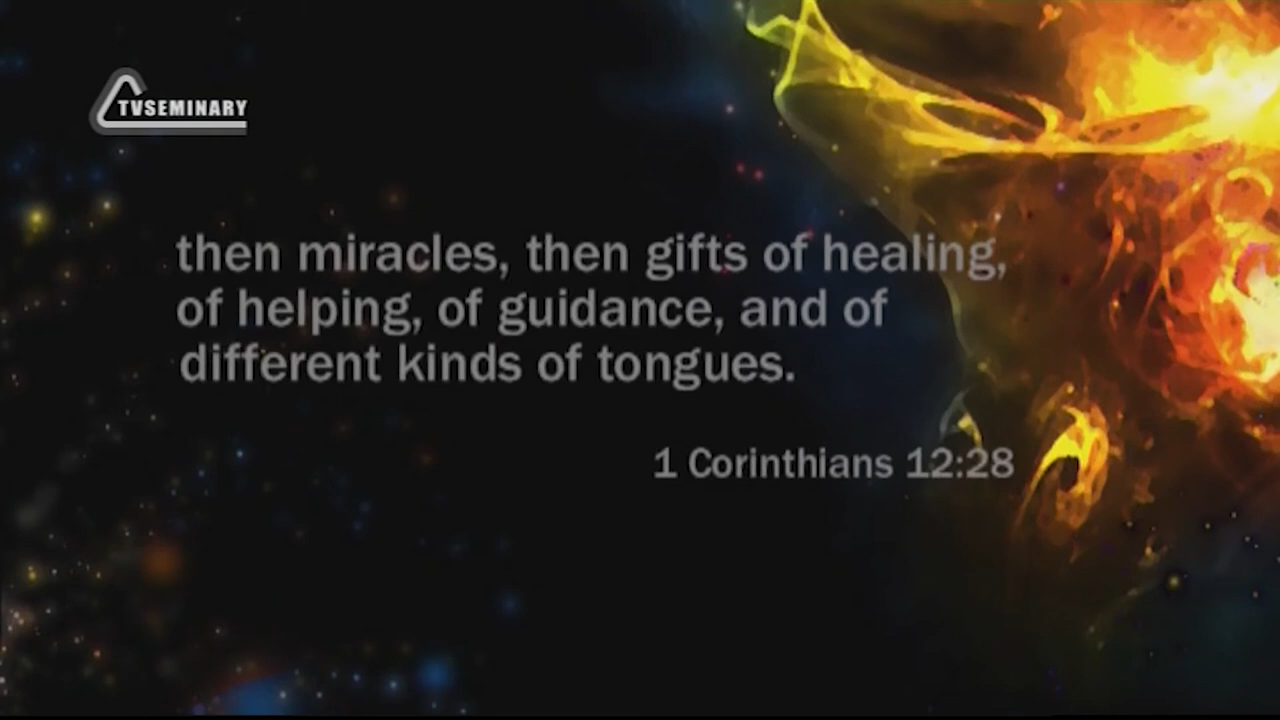 TVSEMINARY
then miracles, then gifts of healing,
of helping, of guidance, and of
different kinds of tongues.
1 Corinthians 12:28